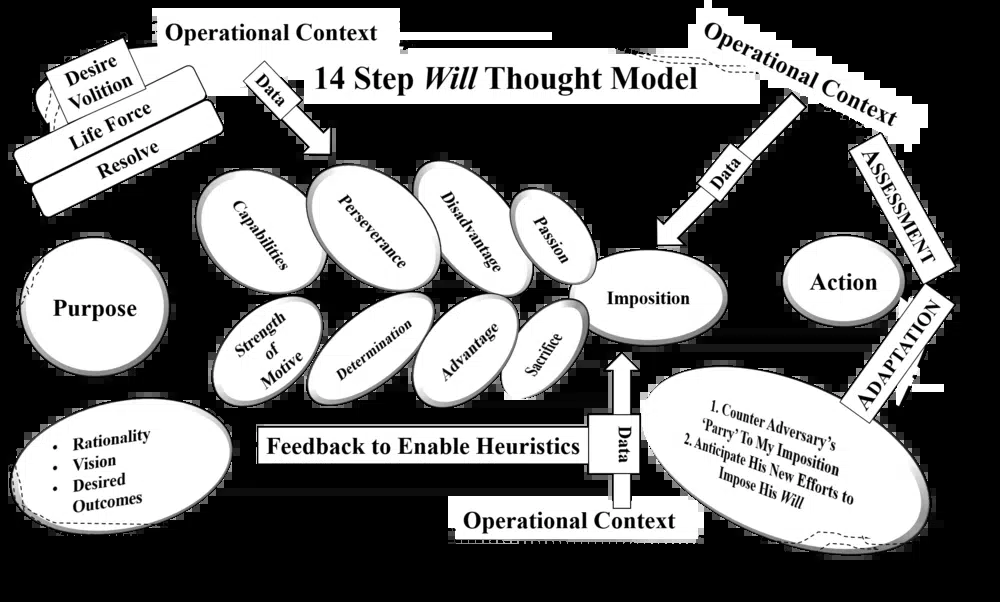 Operational Context
Operational Context
14 Step Will Thought Model
Desire
Volition
Life Force
Resolve
Data
Data
ASSESSMENT
Capabilities
Perseverance
Disadvantage
Passion
Purpose
Imposition
Action
Strength
of
Motive
Determination
Advantage
Sacrifice
ADAPTATION
• Rationality
• Vision
• Desired
Outcomes
Feedback to Enable Heuristics
Data
1. Counter Adversary's
'Parry' To My Imposition
2. Anticipate His New Efforts to
Impose His Will
Operational Context